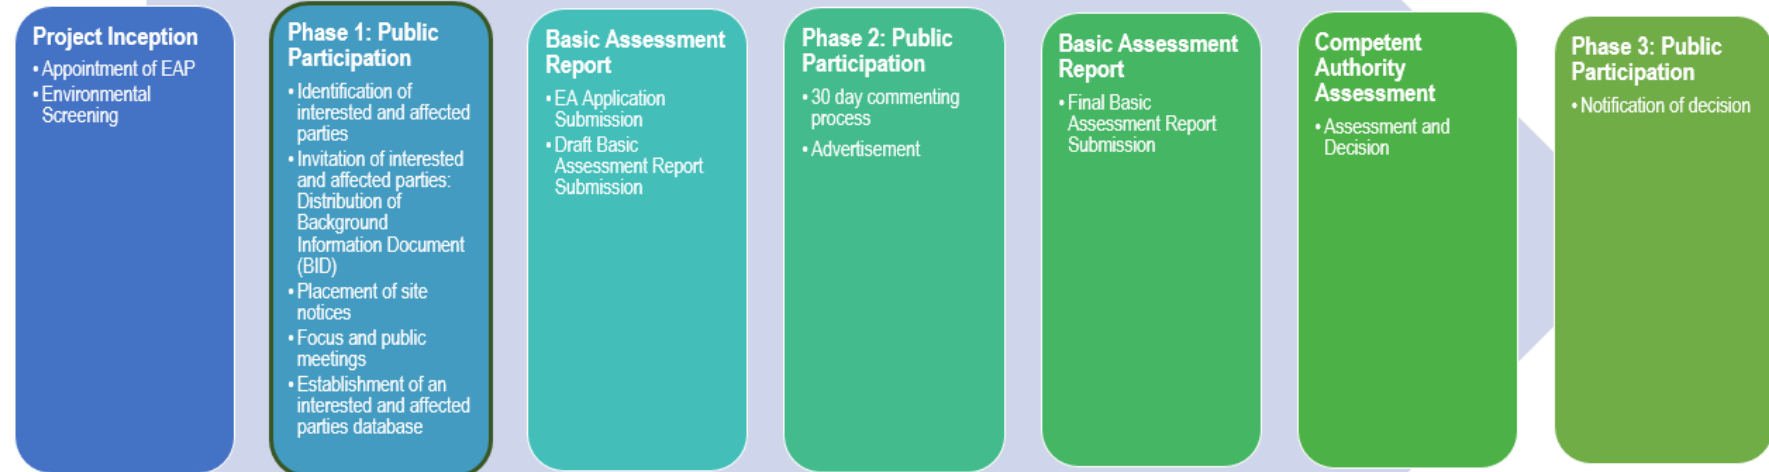 Project Inception
• Appointment of EAP
• Environmental
Screening
Phase 1: Public
Participation
• Identification of
interested and affected
parties
• Invitation of interested
and affected parties:
Distribution of
Background
Information Document
(BID)
• Placement of site
notices
• Focus and public
meetings
• Establishment of an
interested and affected
parties database
Basic Assessment
Report
• EA Application
Submission
• Draft Basic
Assessment Report
Submission
Phase 2: Public
Participation
• 30 day commenting
process
• Advertisement
Basic Assessment
Report
• Final Basic
Assessment Report
Submission
Competent
Authority
Assessment
• Assessment and
Decision
Phase 3: Public
Participation
• Notification of decision